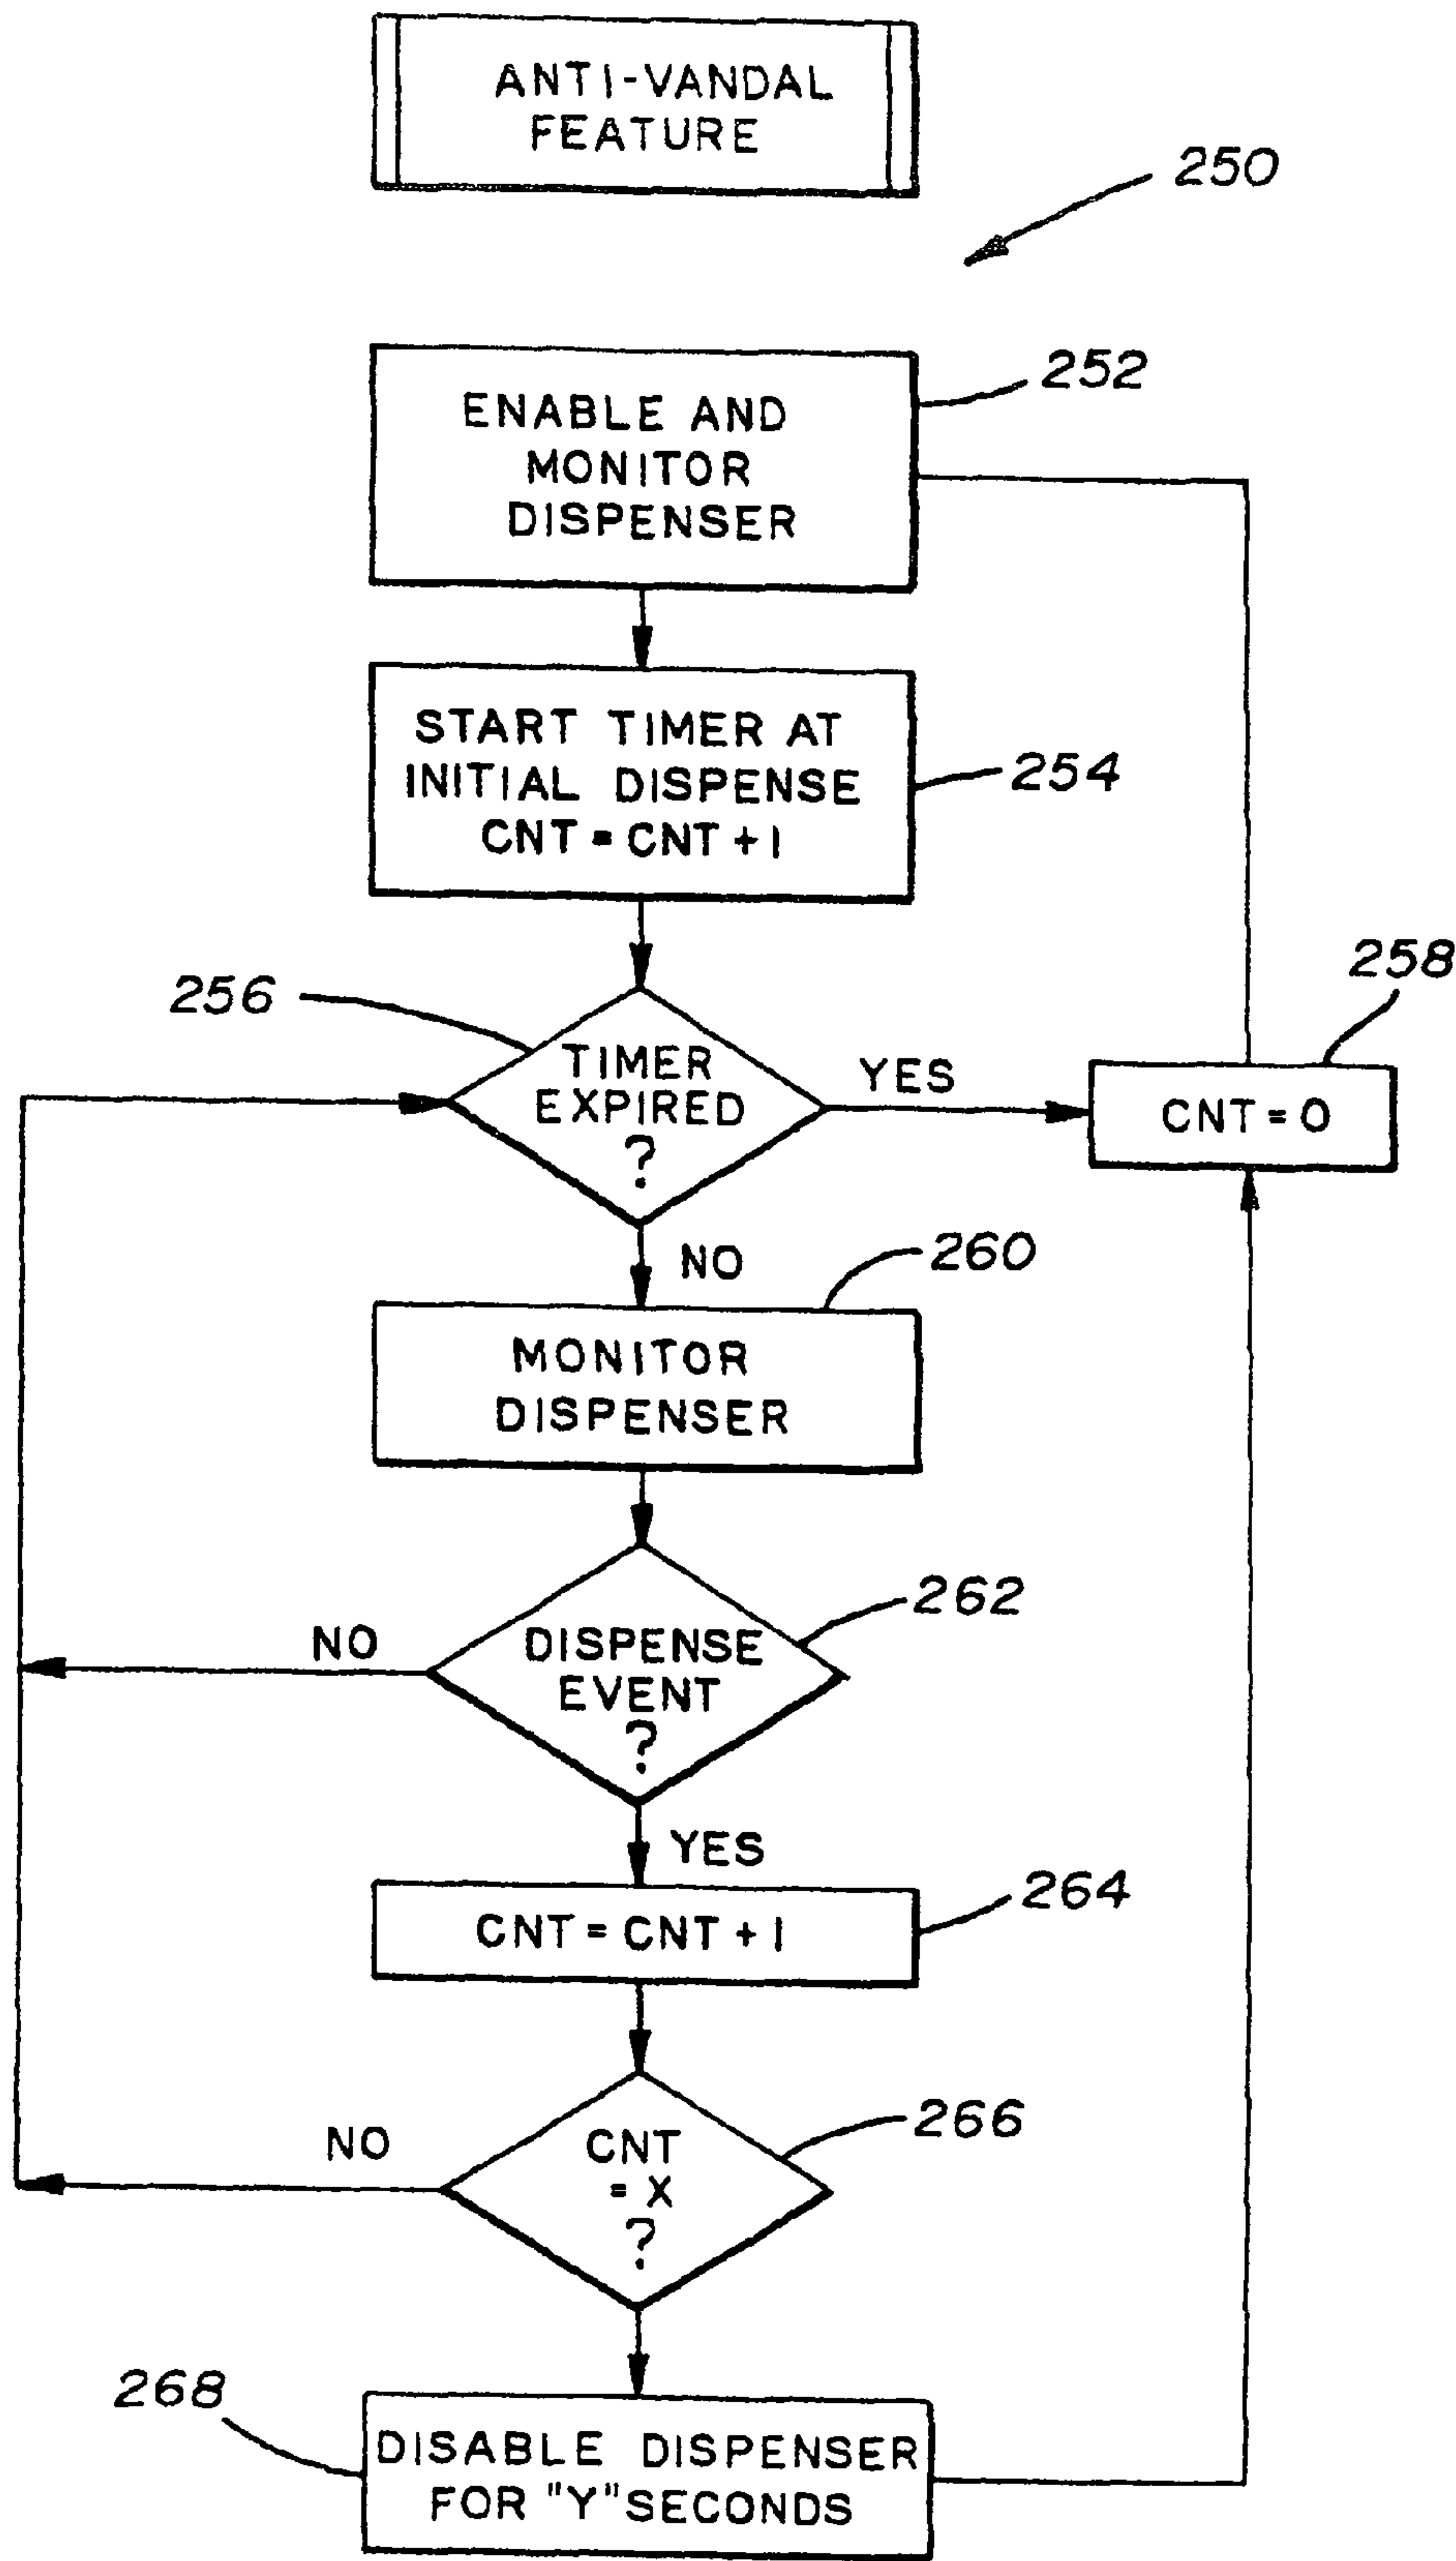 ANTI-VANDAL
FEATURE
250
ENABLE AND
MONITOR
DISPENSER
252
START TIMER AT
INITIAL DISPENSE
CNT = CNT + 1
254
256
TIMER
EXPIRED
?
YES
258
CNT = 0
NO
260
MONITOR
DISPENSER
262
DISPENSE
EVENT
?
NO
YES
264
CNT = CNT + 1
266
CNT
= X
?
NO
268
DISABLE DISPENSER
FOR "Y" SECONDS